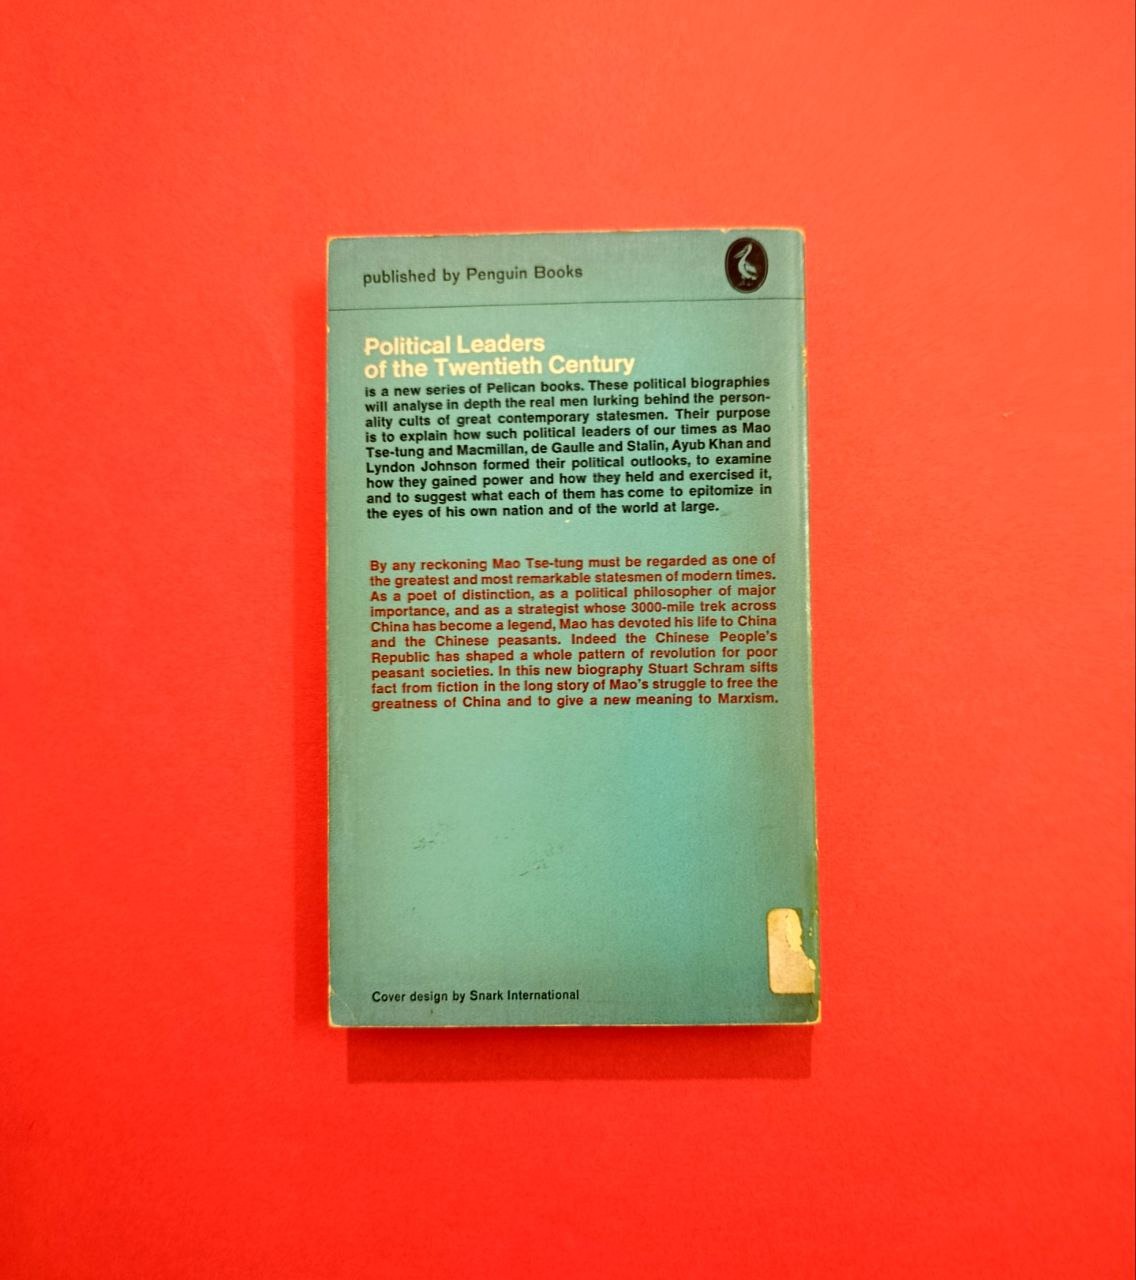 published by Penguin Books
Political Leaders
of the Twentieth Century
is a new series of Pelican books. These political biographies
will analyse in depth the real men lurking behind the person-
ality cults of great contemporary statesmen. Their purpose
is to explain how such political leaders of our times as Mao
Tse-tung and Macmillan, de Gaulle and Stalin, Ayub Khan and
Lyndon Johnson formed their political outlooks, to examine
how they gained power and how they held and exercised it,
and to suggest what each of them has come to epitomize in
the eyes of his own nation and of the world at large.
By any reckoning Mao Tse-tung must be regarded as one of
the greatest and most remarkable statesmen of modern times.
As a poet of distinction, as a political philosopher of major
importance, and as a strategist whose 3000-mile trek across
China has become a legend, Mao has devoted his life to China
and the Chinese peasants. Indeed the Chinese People's
Republic has shaped a whole pattern of revolution for poor
peasant societies. In this new biography Stuart Schram sifts
fact from fiction in the long story of Mao's struggle to free the
greatness of China and to give a new meaning to Marxism.
Cover design by Snark International